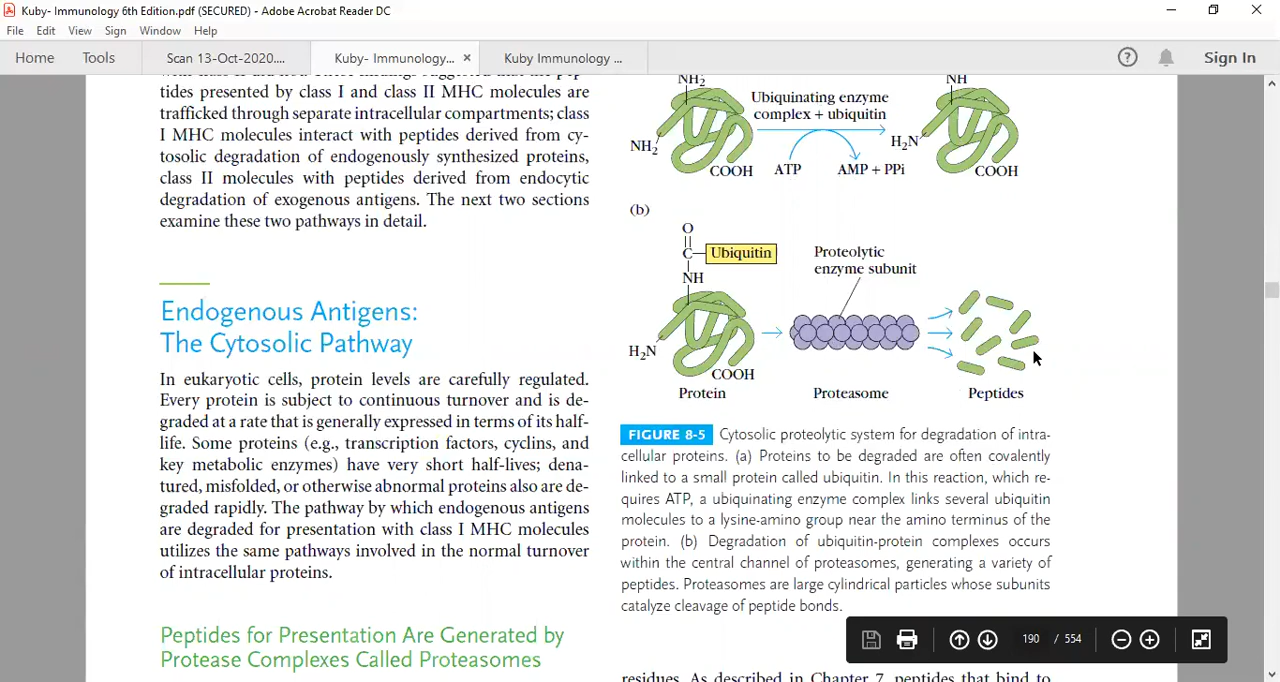 Kuby- Immunology 6th Edition.pdf (SECURED) - Adobe Acrobat Reader DC
File Edit View Sign Window Help
Home Tools Scan 13-Oct-2020.... Kuby- Immunology... × Kuby Immunology ... Sign In
tides presented by class I and class II MHC molecules are
trafficked through separate intracellular compartments; class
I MHC molecules interact with peptides derived from cy-
tosolic degradation of endogenously synthesized proteins,
class II molecules with peptides derived from endocytic
degradation of exogenous antigens. The next two sections
examine these two pathways in detail.
Endogenous Antigens:
The Cytosolic Pathway
In eukaryotic cells, protein levels are carefully regulated.
Every protein is subject to continuous turnover and is de-
graded at a rate that is generally expressed in terms of its half-
life. Some proteins (e.g., transcription factors, cyclins, and
key metabolic enzymes) have very short half-lives; dena-
tured, misfolded, or otherwise abnormal proteins also are de-
graded rapidly. The pathway by which endogenous antigens
are degraded for presentation with class I MHC molecules
utilizes the same pathways involved in the normal turnover
of intracellular proteins.
Peptides for Presentation Are Generated by
Protease Complexes Called Proteasomes
NH2
NH
Ubiquinating enzyme
complex + ubiquitin
NH2
H2N
COOH
ATP
AMP + PPi
COOH
(b)
O
C
Ubiquitin
NH
Proteolytic
enzyme subunit
H2N
COOH
Protein
Proteasome
Peptides
FIGURE 8-5 Cytosolic proteolytic system for degradation of intra-
cellular proteins. (a) Proteins to be degraded are often covalently
linked to a small protein called ubiquitin. In this reaction, which re-
quires ATP, a ubiquinating enzyme complex links several ubiquitin
molecules to a lysine-amino group near the amino terminus of the
protein. (b) Degradation of ubiquitin-protein complexes occurs
within the central channel of proteasomes, generating a variety of
peptides. Proteasomes are large cylindrical particles whose subunits
catalyze cleavage of peptide bonds.
190 / 554
residues. As described in Chapter 7, peptides that bind to